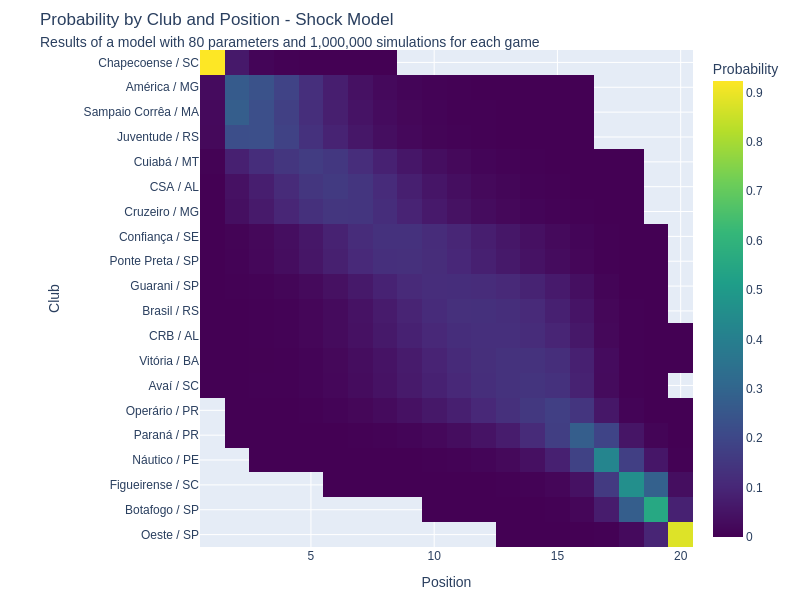 Probability by Club and Position - Shock Model
Results of a model with 80 parameters and 1,000,000 simulations for each game
Probability
Chapecoense / SC
América / MG
Sampaio Corrêa / MA
Juventude / RS
Cuiabá / MT
CSA / AL
Cruzeiro / MG
Confiança / SE
Ponte Preta / SP
Guarani / SP
Brasil / RS
CRB / AL
Vitória / BA
Avaí / SC
Operário / PR
Paraná / PR
Náutico / PE
Figueirense / SC
Botafogo / SP
Oeste / SP
Club
5
10
15
20
Position
0.9
0.8
0.7
0.6
0.5
0.4
0.3
0.2
0.1
0